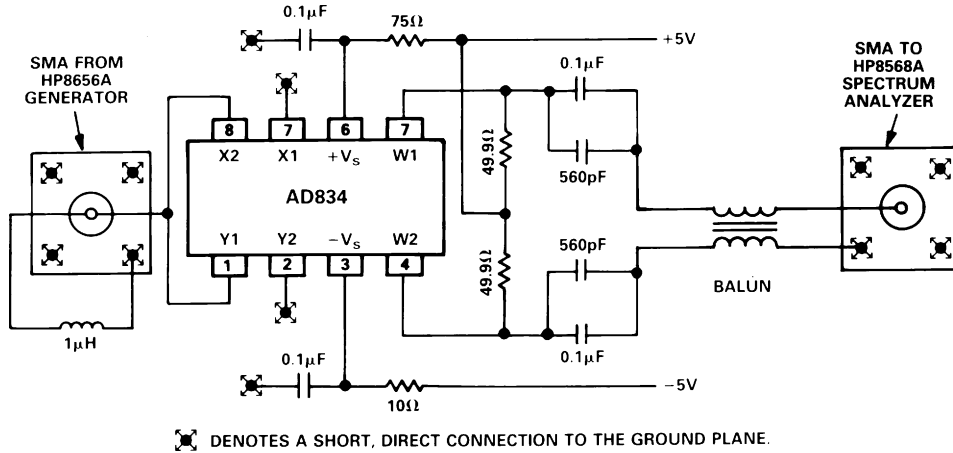 0.1μF
75Ω
+5V
SMA FROM
HP8656A
GENERATOR
SMA TO
HP8568A
SPECTRUM
ANALYZER
0.1μF
8
7
6
7
X2
X1
+VS
W1
49.9Ω
560pF
AD834
Y1
Y2
−VS
W2
1
2
3
4
49.9Ω
560pF
BALUN
1μH
0.1μF
0.1μF
10Ω
−5V
DENOTES A SHORT, DIRECT CONNECTION TO THE GROUND PLANE.